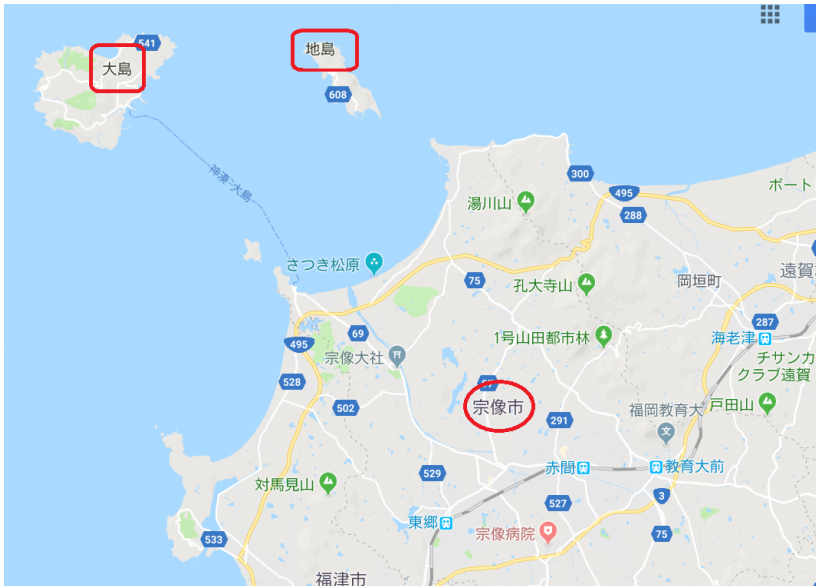 541
大島
地島
608
神湊-大島
300
495
288
ポート
湯川山
さつき松原
75
孔大寺山
岡垣町
遠賀
287
69
1号山田都市林
海老津
495
宗像大社
チサンカ
クラブ遠賀
528
宗像市
502
291
福岡教育大
戸田山
対馬見山
529
赤間
教育大前
527
3
東郷
宗像病院
75
533
福津市